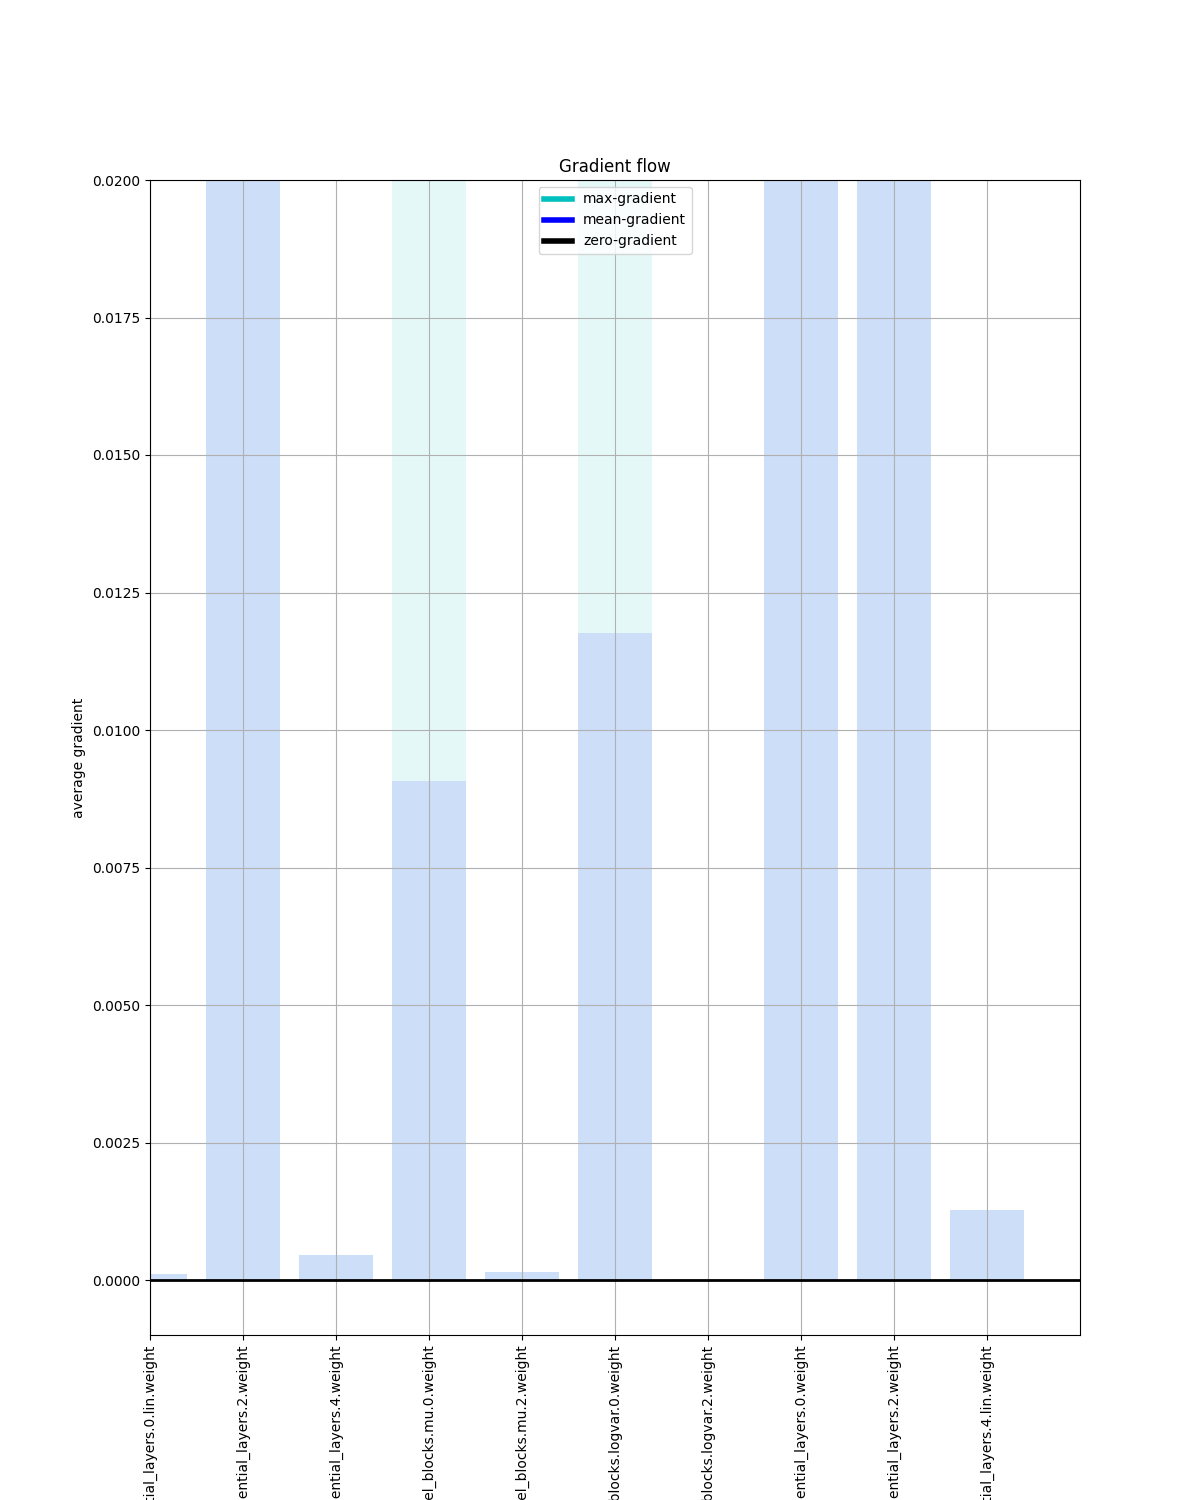 Gradient flow
max-gradient
mean-gradient
zero-gradient
0.0200
0.0175
0.0150
0.0125
0.0100
0.0075
0.0050
0.0025
0.0000
average gradient
tial_layers.0.lin.weight
ential_layers.2.weight
ential_layers.4.weight
el_blocks.mu.0.weight
el_blocks.mu.2.weight
blocks.logvar.0.weight
blocks.logvar.2.weight
ential_layers.0.weight
ential_layers.2.weight
tial_layers.4.lin.weight